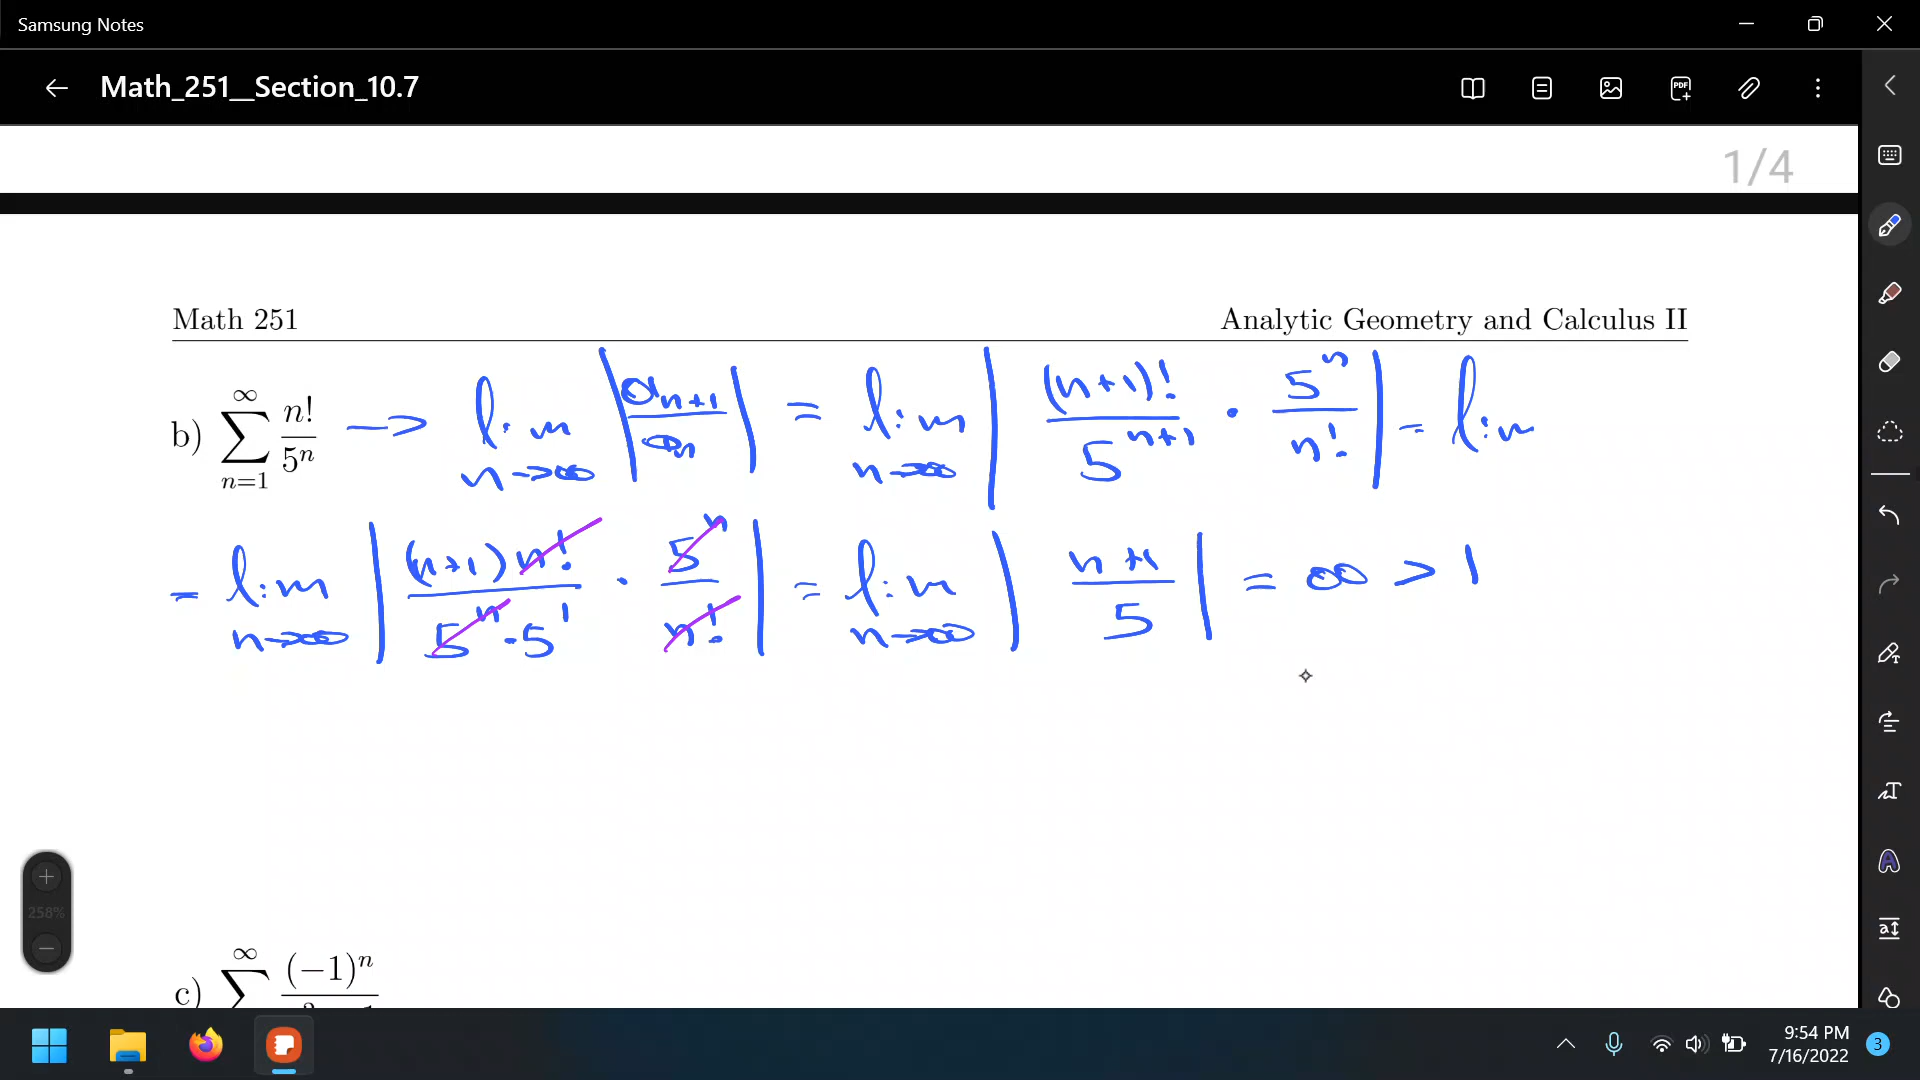 Samsung Notes
Math_251__Section_10.7
PDF
1/4
Math 251 Analytic Geometry and Calculus II
b) ∑_{n=1}^{∞} n!/5^n → lim_{n→∞} |a_{n+1}/a_n| = lim_{n→∞} |(n+1)!/5^{n+1} · 5^n/n!| = lim
= lim_{n→∞} |(n+1)n!/(5^n·5^1) · 5^n/n!| = lim_{n→∞} |(n+1)/5| = ∞ > 1
258%
c) ∑^{∞} (−1)^n
9:54 PM
7/16/2022
3